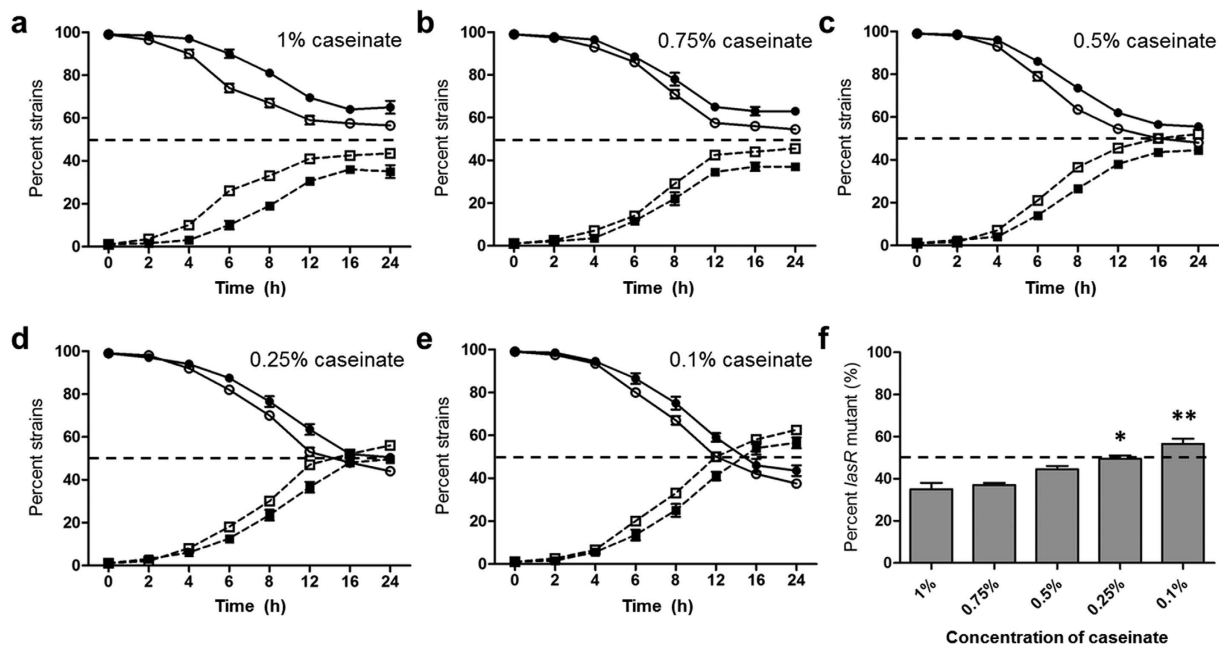 a
1% caseinate
Percent strains
100
80
60
40
20
0
0 2 4 6 8 12 16 24
Time (h)
b
0.75% caseinate
Percent strains
100
80
60
40
20
0
0 2 4 6 8 12 16 24
Time (h)
c
0.5% caseinate
Percent strains
100
80
60
40
20
0
0 2 4 6 8 12 16 24
Time (h)
d
0.25% caseinate
Percent strains
100
80
60
40
20
0
0 2 4 6 8 12 16 24
Time (h)
e
0.1% caseinate
Percent strains
100
80
60
40
20
0
0 2 4 6 8 12 16 24
Time (h)
f
Percent lasR mutant (%)
100
80
60
40
20
0
* **
1% 0.75% 0.5% 0.25% 0.1%
Concentration of caseinate